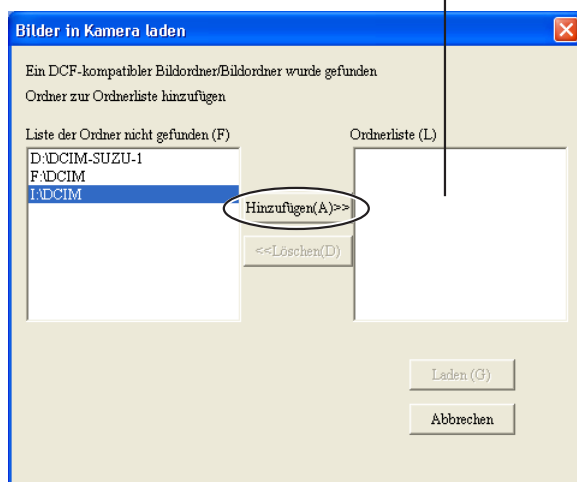 Bilder in Kamera laden
Ein DCF-kompatibler Bildordner/Bildordner wurde gefunden
Ordner zur Ordnerliste hinzufügen
Liste der Ordner nicht gefunden (F)
Ordnerliste (L)
D:\DCIM-SUZU-1
F:\DCIM
I:\DCIM
Hinzufügen(A)>>
<<Löschen(D)
Laden (G)
Abbrechen